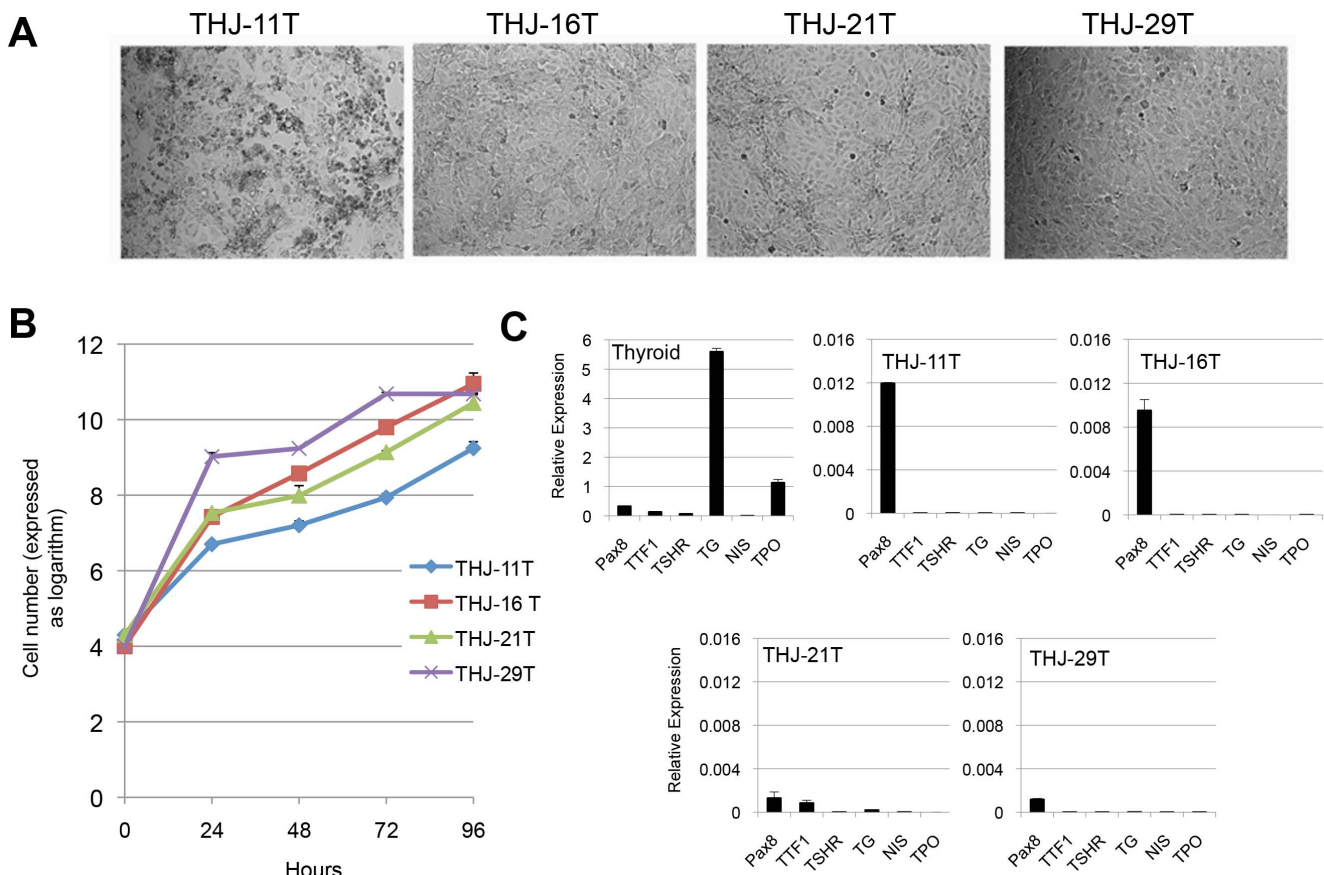 A
THJ-11T
THJ-16T
THJ-21T
THJ-29T
B
12
10
8
6
4
2
0
Cell number (expressed
as logorithm)
0
24
48
72
96
Hours
THJ-11T
THJ-16 T
THJ-21T
THJ-29T
C
Thyroid
Relative Expression
6
5
4
3
2
1
0
Pax8
TTF1
TSHR
TG
NIS
TPO
THJ-11T
0.016
0.012
0.008
0.004
0
Pax8
TTF1
TSHR
TG
NIS
TPO
THJ-16T
0.016
0.012
0.008
0.004
0
Pax8
TTF1
TSHR
TG
NIS
TPO
THJ-21T
Relative Expression
0.016
0.012
0.008
0.004
0
Pax8
TTF1
TSHR
TG
NIS
TPO
THJ-29T
0.016
0.012
0.008
0.004
0
Pax8
TTF1
TSHR
TG
NIS
TPO